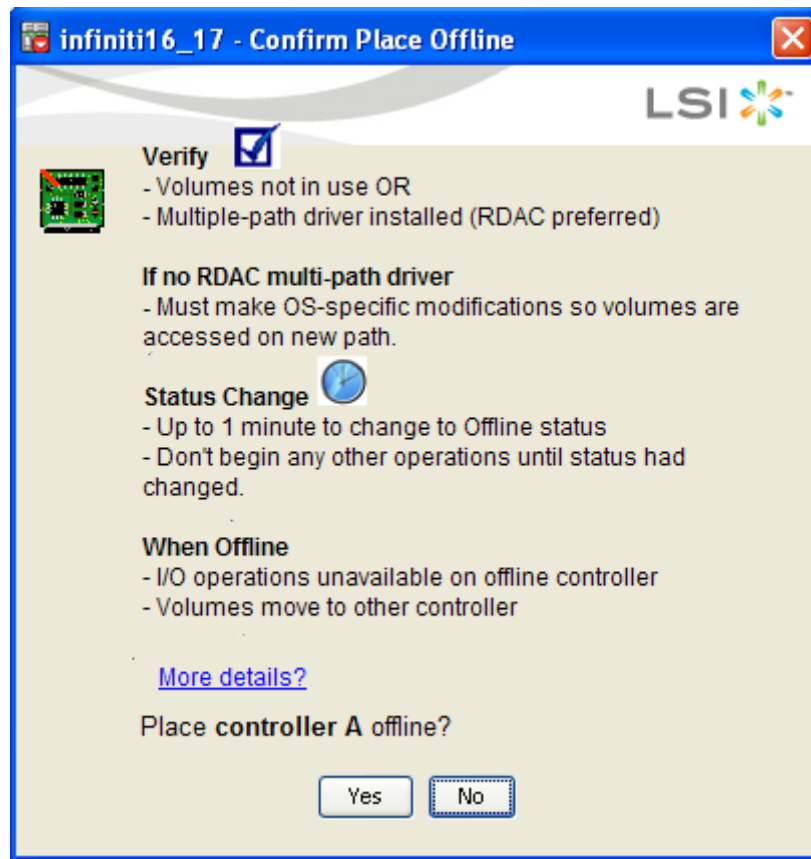 infiniti16_17 - Confirm Place Offline
LSI
Verify
- Volumes not in use OR
- Multiple-path driver installed (RDAC preferred)
If no RDAC multi-path driver
- Must make OS-specific modifications so volumes are
accessed on new path.
Status Change
- Up to 1 minute to change to Offline status
- Don't begin any other operations until status had
changed.
When Offline
- I/O operations unavailable on offline controller
- Volumes move to other controller
More details?
Place controller A offline?
Yes No